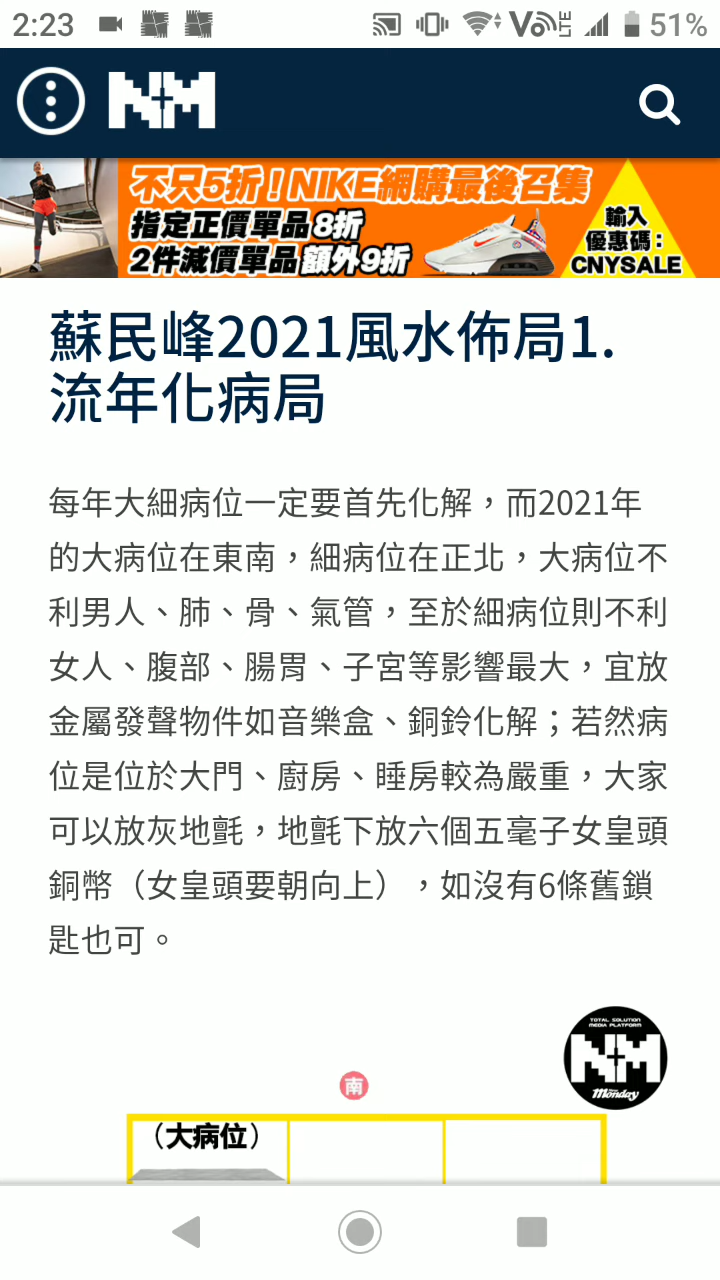 2:23
VoLTE
51%
N+M
不只5折！NIKE網購最後召集
指定正價單品8折
2件減價單品額外9折
輸入
優惠碼：
CNYSALE
蘇民峰2021風水佈局1.
流年化病局
每年大細病位一定要首先化解，而2021年
的大病位在東南，細病位在正北，大病位不
利男人、肺、骨、氣管，至於細病位則不利
女人、腹部、腸胃、子宮等影響最大，宜放
金屬發聲物件如音樂盒、銅鈴化解；若然病
位是位於大門、廚房、睡房較為嚴重，大家
可以放灰地氈，地氈下放六個五毫子女皇頭
銅幣（女皇頭要朝向上），如沒有6條舊鎖
匙也可。
TOTAL SOLUTION
MEDIA PLATFORM
N+M
Monday
南
（大病位）